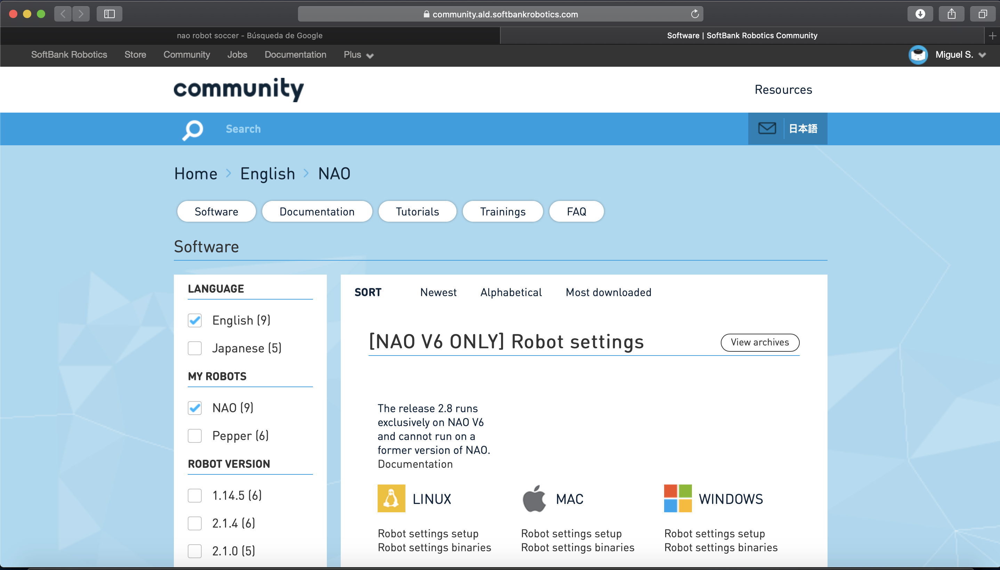 community.ald.softbankrobotics.com
nao robot soccer - Búsqueda de Google
Software | SoftBank Robotics Community
SoftBank Robotics Store Community Jobs Documentation Plus
Miguel S.
community
Resources
Search
日本語
Home > English > NAO
Software Documentation Tutorials Trainings FAQ
Software
LANGUAGE
English (9)
Japanese (5)
MY ROBOTS
NAO (9)
Pepper (6)
ROBOT VERSION
1.14.5 (6)
2.1.4 (6)
2.1.0 (5)
SORT Newest Alphabetical Most downloaded
[NAO V6 ONLY] Robot settings
View archives
The release 2.8 runs
exclusively on NAO V6
and cannot run on a
former version of NAO.
Documentation
LINUX
Robot settings setup
Robot settings binaries
MAC
Robot settings setup
Robot settings binaries
WINDOWS
Robot settings setup
Robot settings binaries